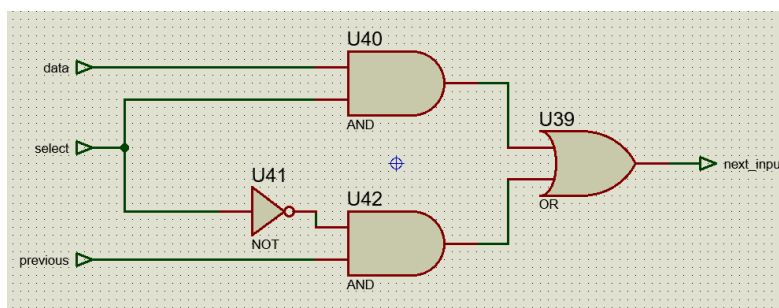 U40
data
AND
U39
select
next_inpu
U41
U42
OR
NOT
previous
AND